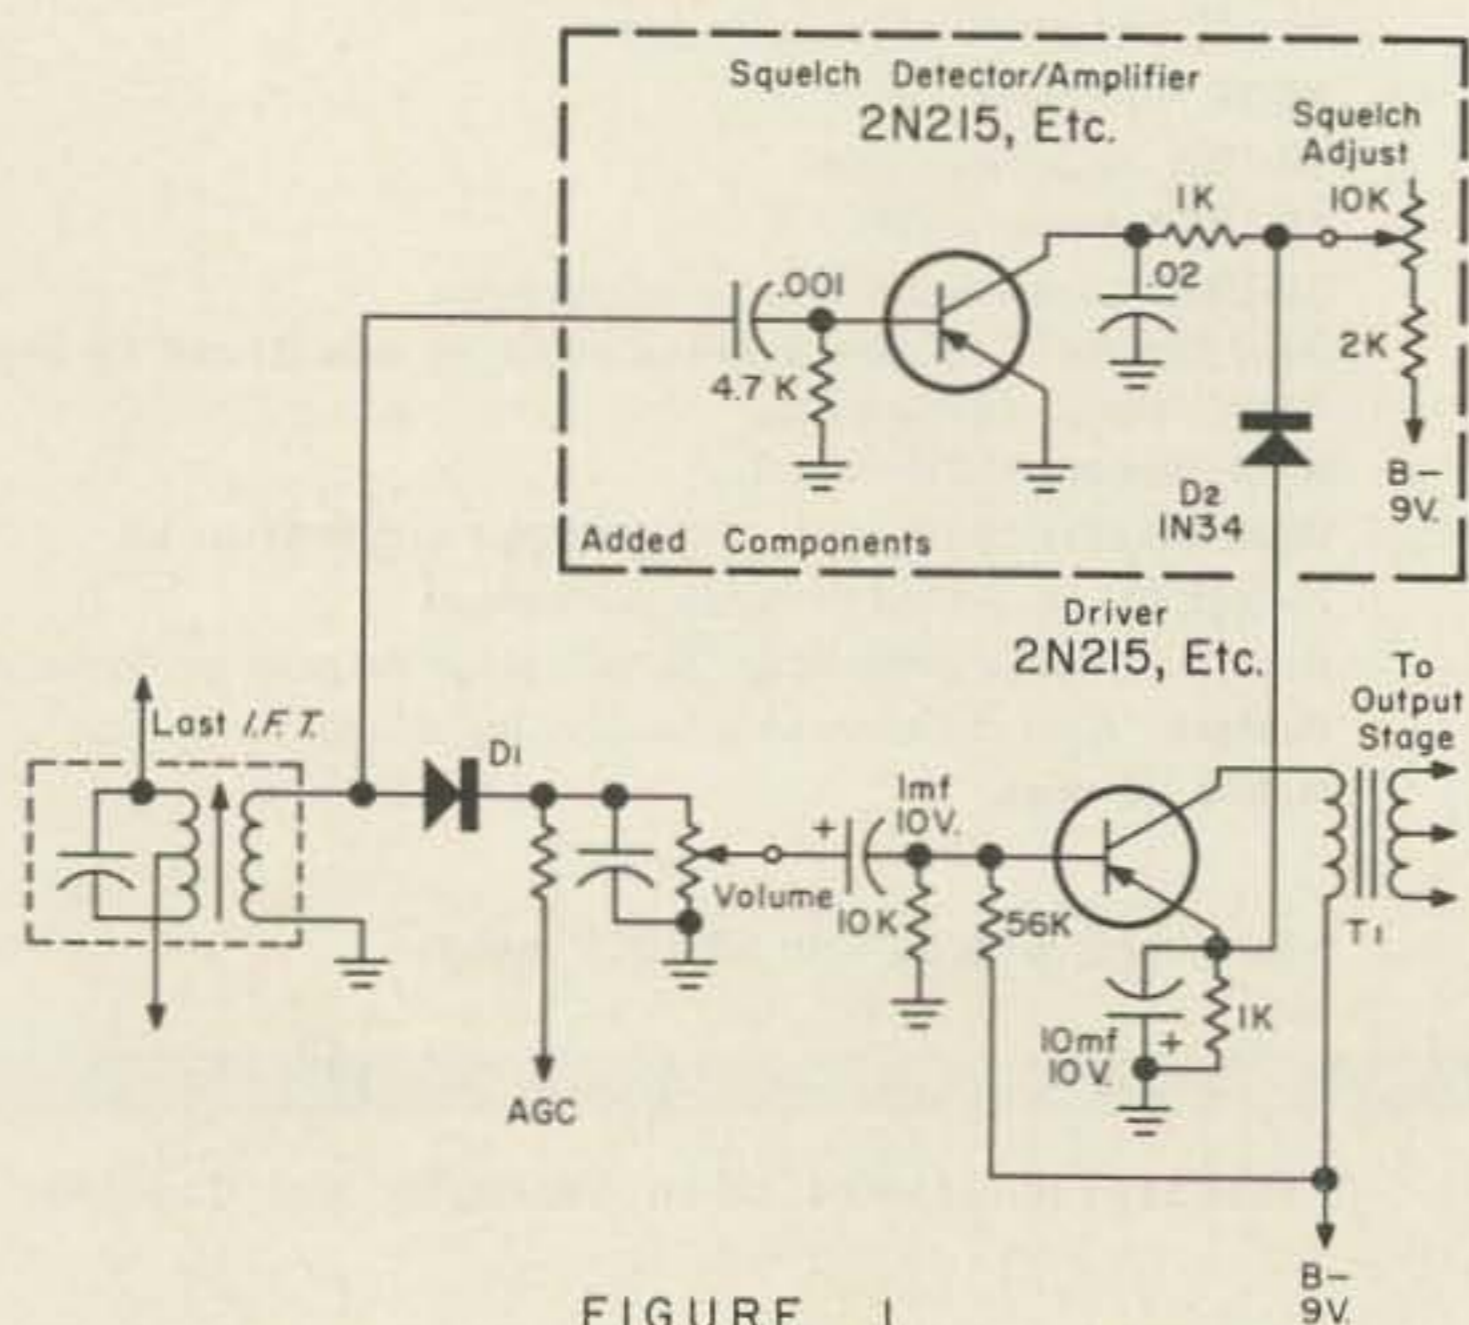 Squelch Detector/Amplifier
2N215, Etc.
Squelch
Adjust
1K
10K
.001
.02
4.7 K
2K
B-
9V.
D2
1N34
Added Components
Driver
2N215, Etc.
To
Output
Stage
Last I.F.T.
D1
1mf
10V.
+
Volume
10K
56K
T1
1K
10mf
10V.
+
AGC
B-
9V.
FIGURE 1